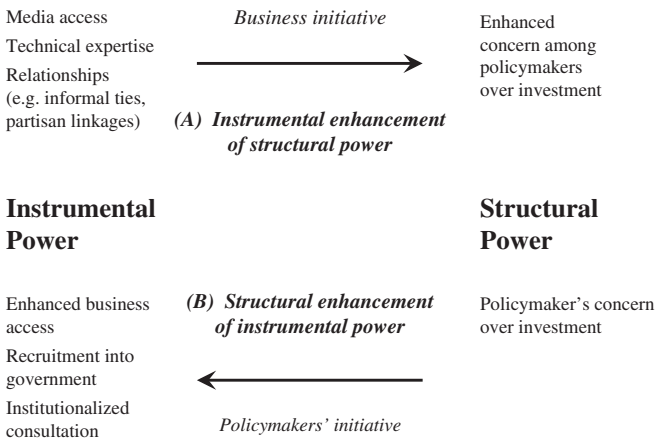 Media access
Technical expertise
Relationships
(e.g. informal ties,
partisan linkages)
Business initiative
(A) Instrumental enhancement
of structural power
Enhanced
concern among
policymakers
over investment
Instrumental
Power
Structural
Power
Enhanced business
access
Recruitment into
government
Institutionalized
consultation
(B) Structural enhancement
of instrumental power
Policymakers’ initiative
Policymaker’s concern
over investment